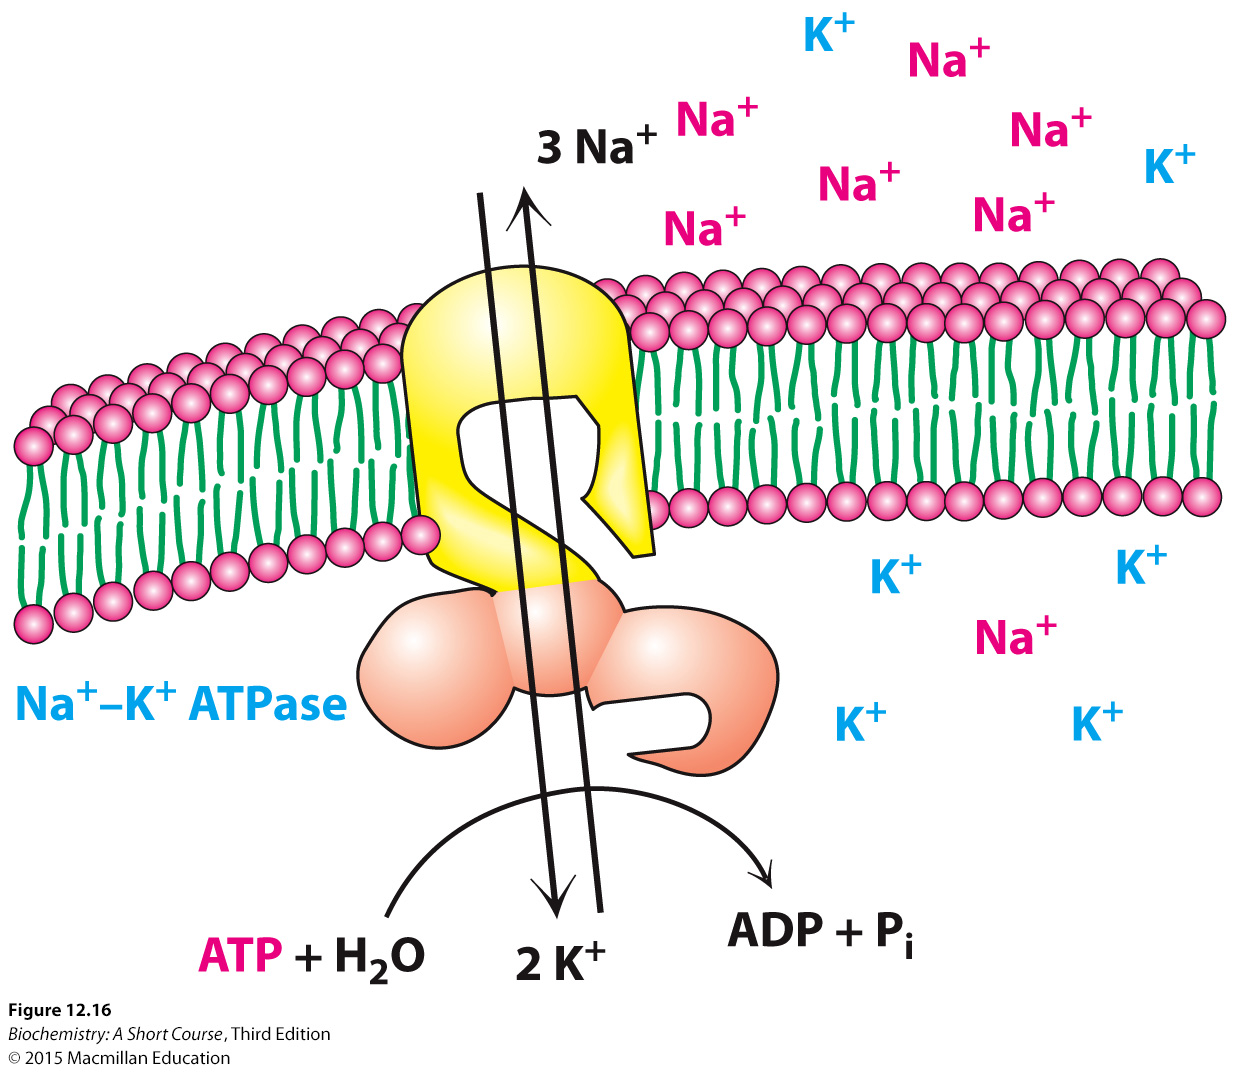 K⁺
Na⁺
Na⁺
Na⁺
3 Na⁺
K⁺
Na⁺
Na⁺
Na⁺
K⁺
K⁺
Na⁺
Na⁺–K⁺ ATPase
K⁺
K⁺
ATP + H₂O
2 K⁺
ADP + Pᵢ
Figure 12.16
Biochemistry: A Short Course, Third Edition
© 2015 Macmillan Education